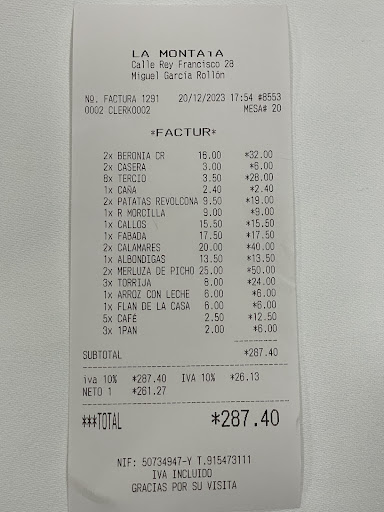 LA MONTA¬A
Calle Rey Francisco 28
Miguel García Rollón
Nº. FACTURA 1291 20/12/2023 17:54 #8553
0002 CLERK0002 MESA# 20
*FACTUR*
2x BERONIA CR 16.00 *32.00
2x CASERA 3.00 *6.00
8x TERCIO 3.50 *28.00
1x CAÑA 2.40 *2.40
2x PATATAS REVOLCONA 9.50 *19.00
1x R MORCILLA 9.00 *9.00
1x CALLOS 15.50 *15.50
1x FABADA 17.50 *17.50
2x CALAMARES 20.00 *40.00
1x ALBONDIGAS 13.50 *13.50
2x MERLUZA DE PICHO 25.00 *50.00
3x TORRIJA 8.00 *24.00
1x ARROZ CON LECHE 6.00 *6.00
1x FLAN DE LA CASA 6.00 *6.00
5x CAFÉ 2.50 *12.50
3x 1PAN 2.00 *6.00
SUBTOTAL *287.40
iva 10% *287.40 IVA 10% *26.13
NETO 1 *261.27
***TOTAL *287.40
NIF: 50734947-Y T.915473111
IVA INCLUIDO
GRACIAS POR SU VISITA